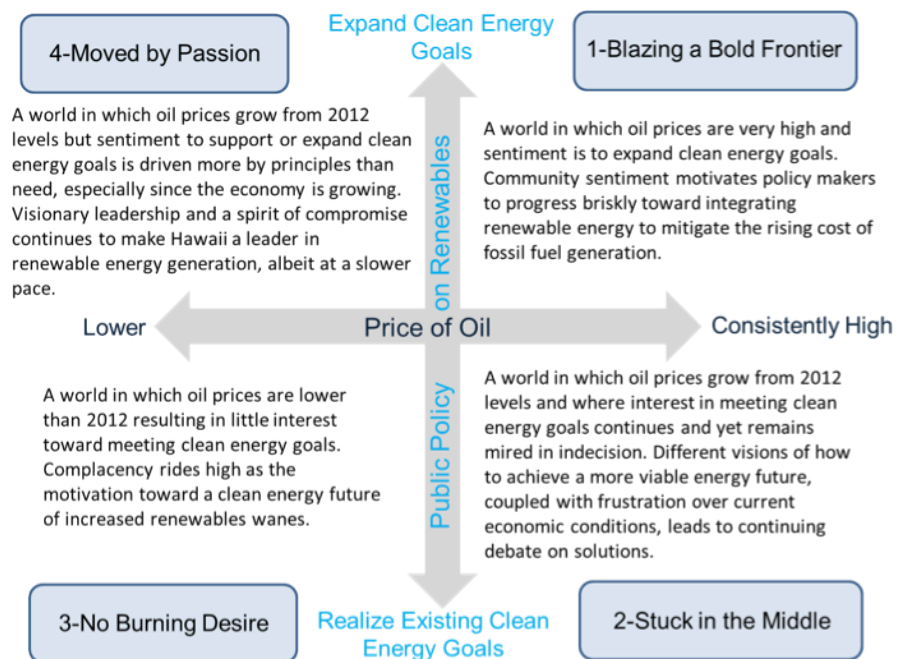 4-Moved by Passion
Expand Clean Energy
Goals
1-Blazing a Bold Frontier
A world in which oil prices grow from 2012
levels but sentiment to support or expand clean
energy goals is driven more by principles than
need, especially since the economy is growing.
Visionary leadership and a spirit of compromise
continues to make Hawaii a leader in
renewable energy generation, albeit at a slower
pace.
A world in which oil prices are very high and
sentiment is to expand clean energy goals.
Community sentiment motivates policy makers
to progress briskly toward integrating
renewable energy to mitigate the rising cost of
fossil fuel generation.
Public Policy on Renewables
Lower
Price of Oil
Consistently High
A world in which oil prices are lower
than 2012 resulting in little interest
toward meeting clean energy goals.
Complacency rides high as the
motivation toward a clean energy future
of increased renewables wanes.
A world in which oil prices grow from 2012
levels and where interest in meeting clean
energy goals continues and yet remains
mired in indecision. Different visions of how
to achieve a more viable energy future,
coupled with frustration over current
economic conditions, leads to continuing
debate on solutions.
3-No Burning Desire
Realize Existing Clean
Energy Goals
2-Stuck in the Middle